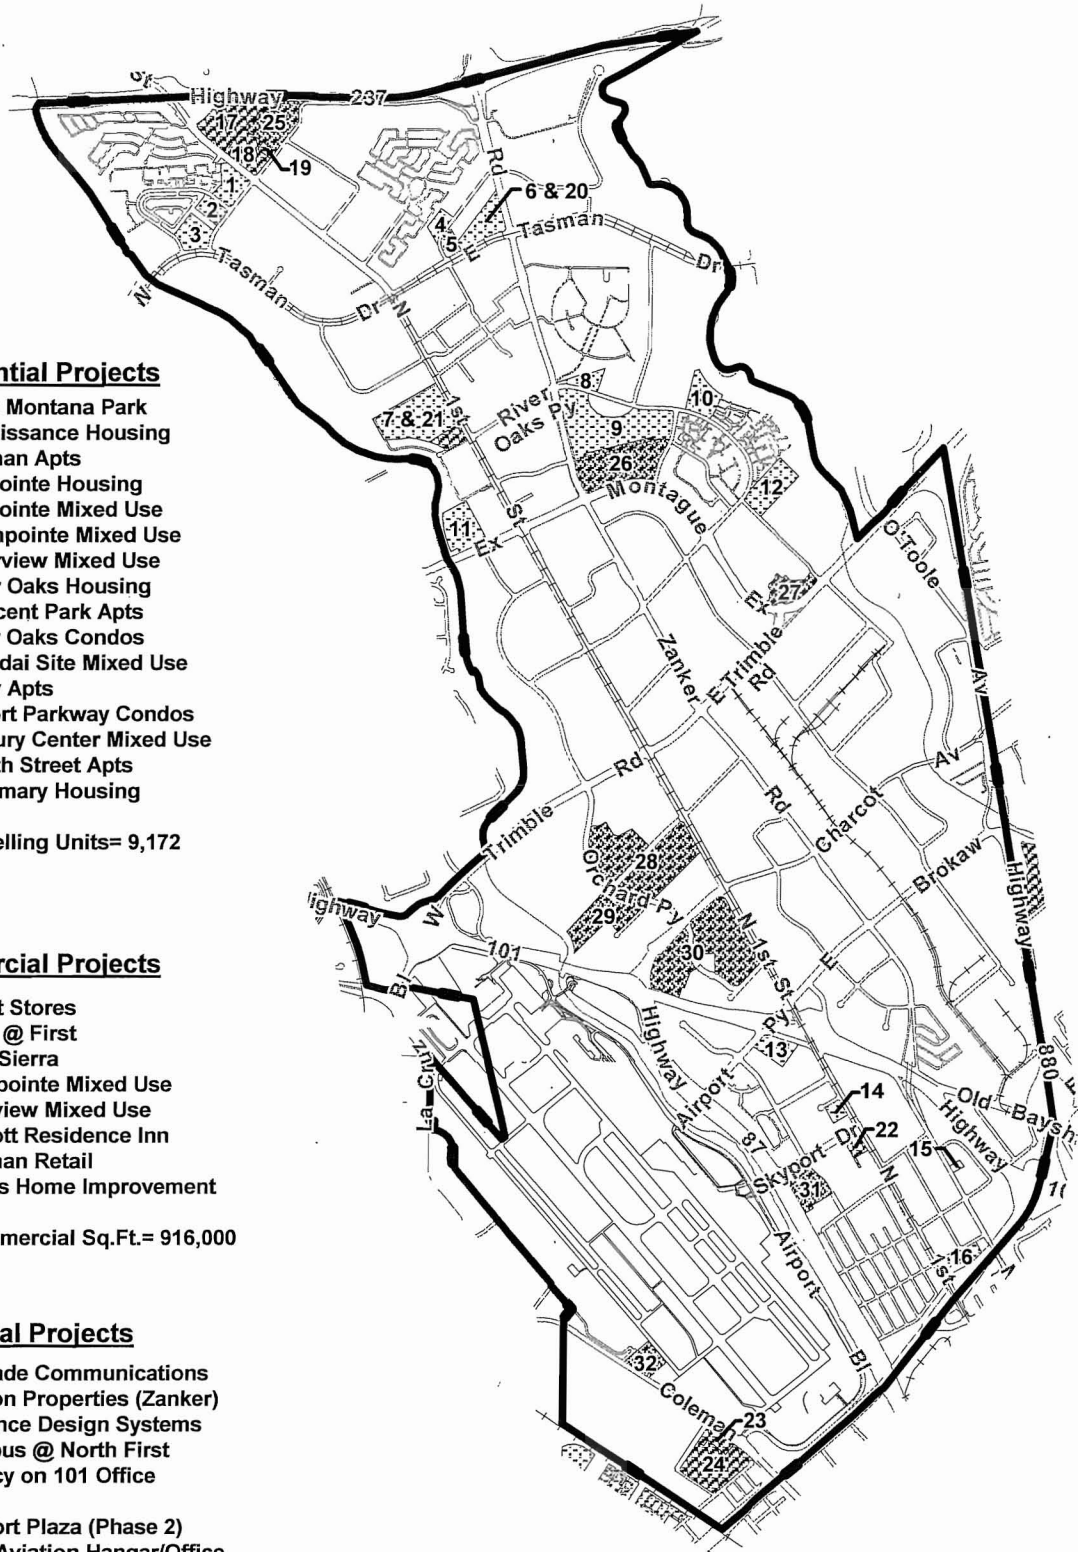 ntial Projects
Montana Park
issance Housing
nan Apts
ointe Housing
ointe Mixed Use
npointe Mixed Use
rview Mixed Use
Oaks Housing
cent Park Apts
Oaks Condos
dai Site Mixed Use
Apts
rt Parkway Condos
ury Center Mixed Use
th Street Apts
mary Housing
elling Units= 9,172
rcial Projects
t Stores
@ First
Sierra
pointe Mixed Use
view Mixed Use
ott Residence Inn
nan Retail
s Home Improvement
mercial Sq.Ft.= 916,000
al Projects
ade Communications
on Properties (Zanker)
nce Design Systems
ous @ North First
cy on 101 Office
ort Plaza (Phase 2)
Aviation Hangar/Office
St
Highway 237
17 25
18 19
1
2
3
Rd
6 & 20
4
5
E Tasman Dr
N
Tasman Dr
N 1st St
7 & 21
River Oaks Py
8
9
10
26
12
11
Montague Ex
Ex
27
O'Toole Av
Zanker Rd
E Trimble Rd
W Trimble Rd
Charcot Av
E Brokaw
Highway 880
28
Orchard Py
29
30
Highway
101
Bl
La Cruz
N 1st St
Highway 87
Airport Py
13
14
22
15
Old Baysh
Highway
10
Skyport Dr
31
N 1st
16
Airport Bl
32
Coleman
23
24